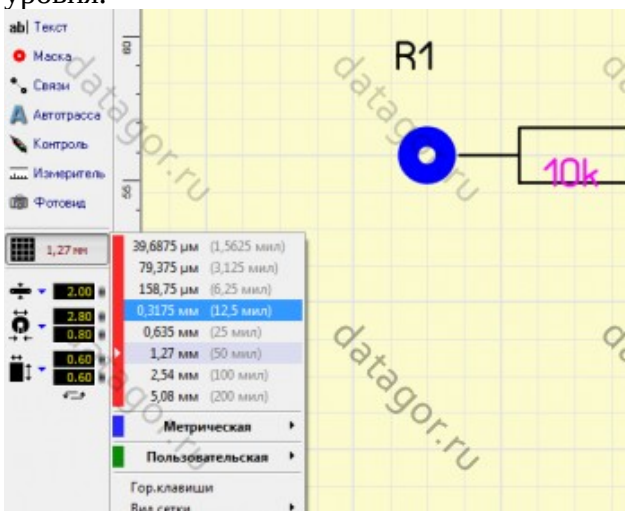 уровня.
ab| Текст
Маска
Связи
Автотрасса
Контроль
Измеритель
Фотовид
1,27 мм
2.00
2.80
0.80
0.60
0.60
39,6875 µм (1,5625 мил)
79,375 µм (3,125 мил)
158,75 µм (6,25 мил)
0,3175 мм (12,5 мил)
0,635 мм (25 мил)
1,27 мм (50 мил)
2,54 мм (100 мил)
5,08 мм (200 мил)
Метрическая
Пользовательская
Гор.клавиши
Вид сетки
60
R1
10k
datagor.ru
datagor.ru
datagor.ru
datagor.ru